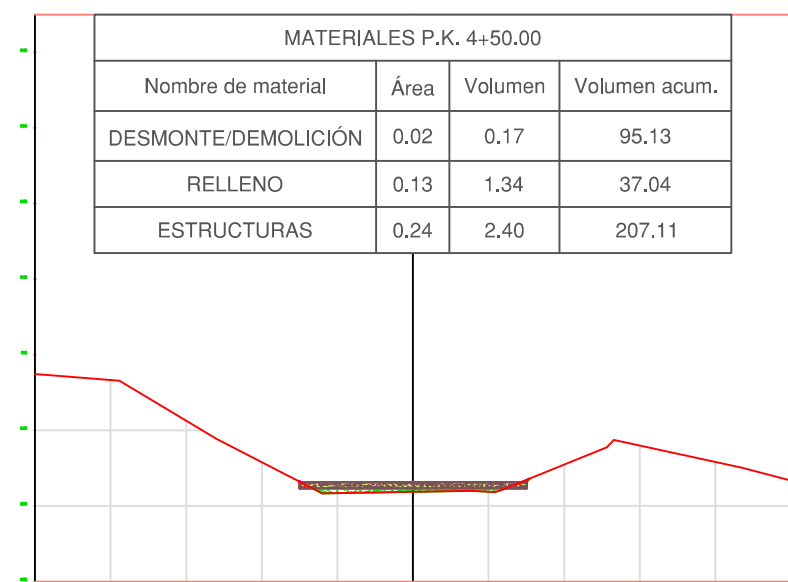 MATERIALES P.K. 4+50.00
Nombre de material Área Volumen Volumen acum.
DESMONTE/DEMOLICIÓN 0.02 0.17 95.13
RELLENO 0.13 1.34 37.04
ESTRUCTURAS 0.24 2.40 207.11